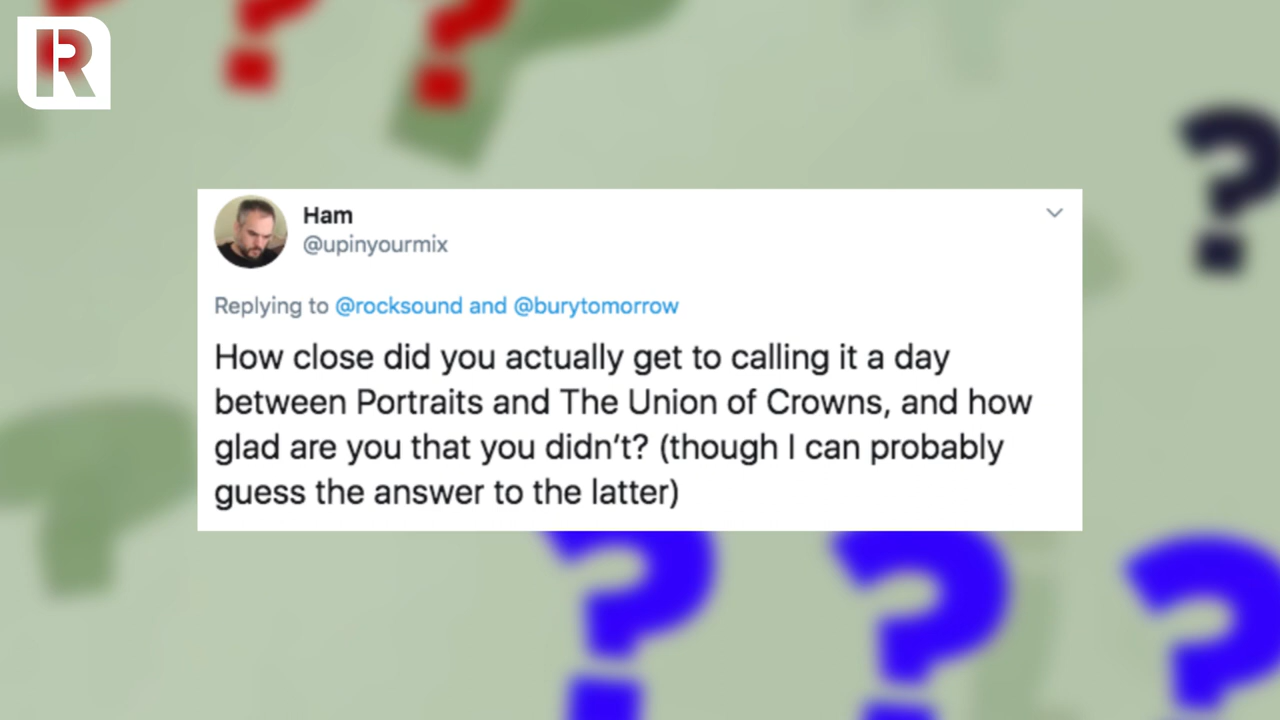 R
? ? ?
Ham
@upinyourmix
Replying to @rocksound and @burytomorrow
How close did you actually get to calling it a day
between Portraits and The Union of Crowns, and how
glad are you that you didn't? (though I can probably
guess the answer to the latter)
? ? ? ?